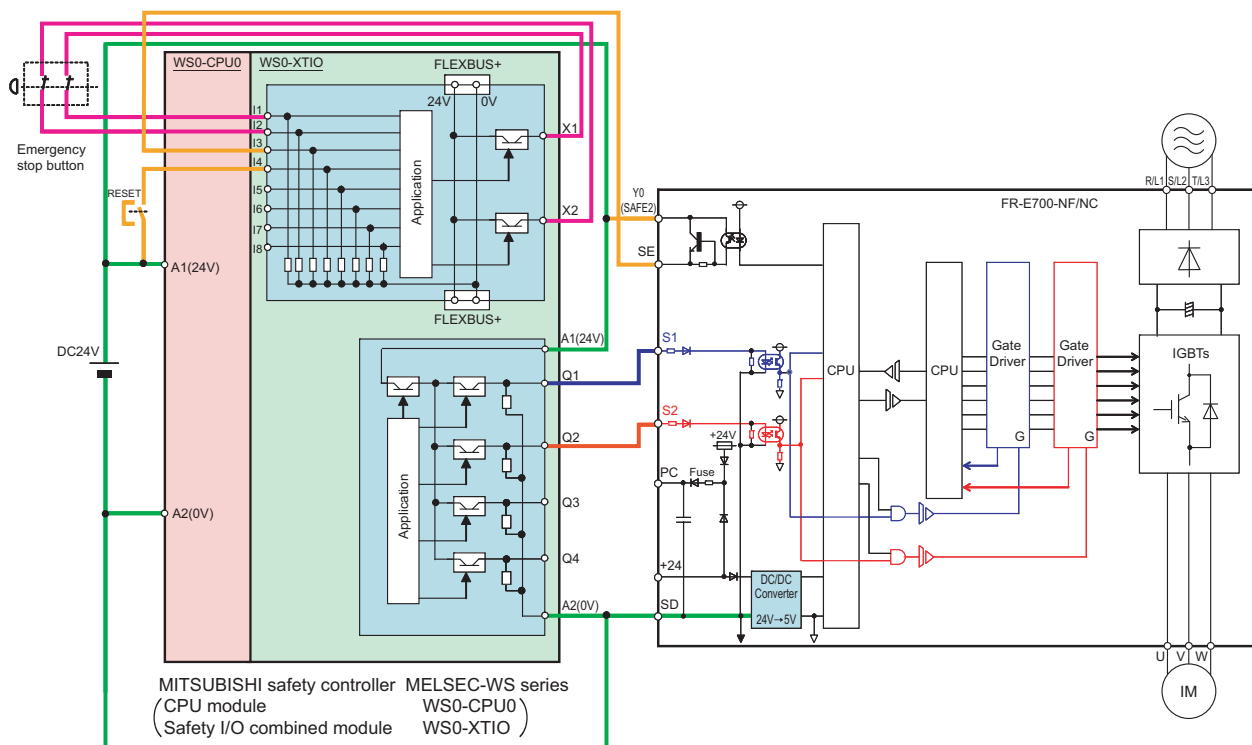 WS0-CPU0
WS0-XTIO
FLEXBUS+
24V
0V
I1
I2
I3
I4
I5
I6
I7
I8
Application
X1
X2
FLEXBUS+
Emergency
stop button
RESET
A1(24V)
DC24V
A2(0V)
A1(24V)
Q1
Q2
Q3
Q4
A2(0V)
Application
Y0
(SAFE2)
SE
S1
S2
+24V
PC
Fuse
+24
SD
DC/DC
Converter
24V→5V
CPU
CPU
Gate
Driver
G
Gate
Driver
G
FR-E700-NF/NC
R/L1 S/L2 T/L3
IGBTs
U V W
IM
MITSUBISHI safety controller MELSEC-WS series
(CPU module WS0-CPU0)
(Safety I/O combined module WS0-XTIO)